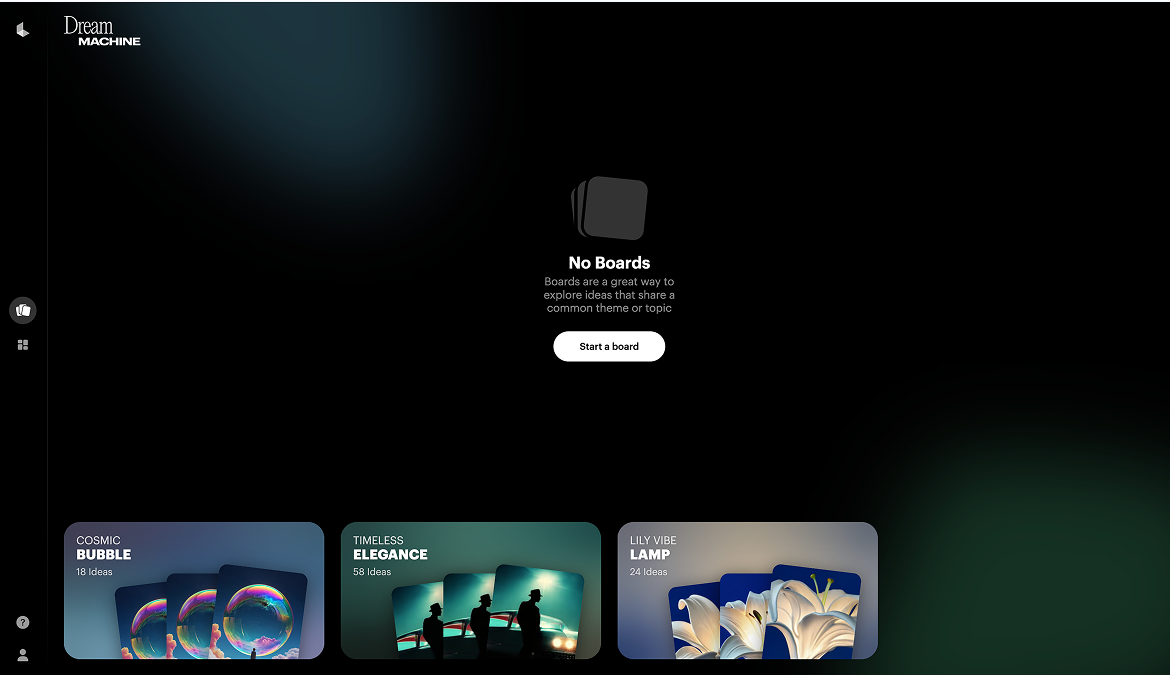 Dream
MACHINE
No Boards
Boards are a great way to
explore ideas that share a
common theme or topic
Start a board
COSMIC
BUBBLE
18 Ideas
TIMELESS
ELEGANCE
58 Ideas
LILY VIBE
LAMP
24 Ideas
?